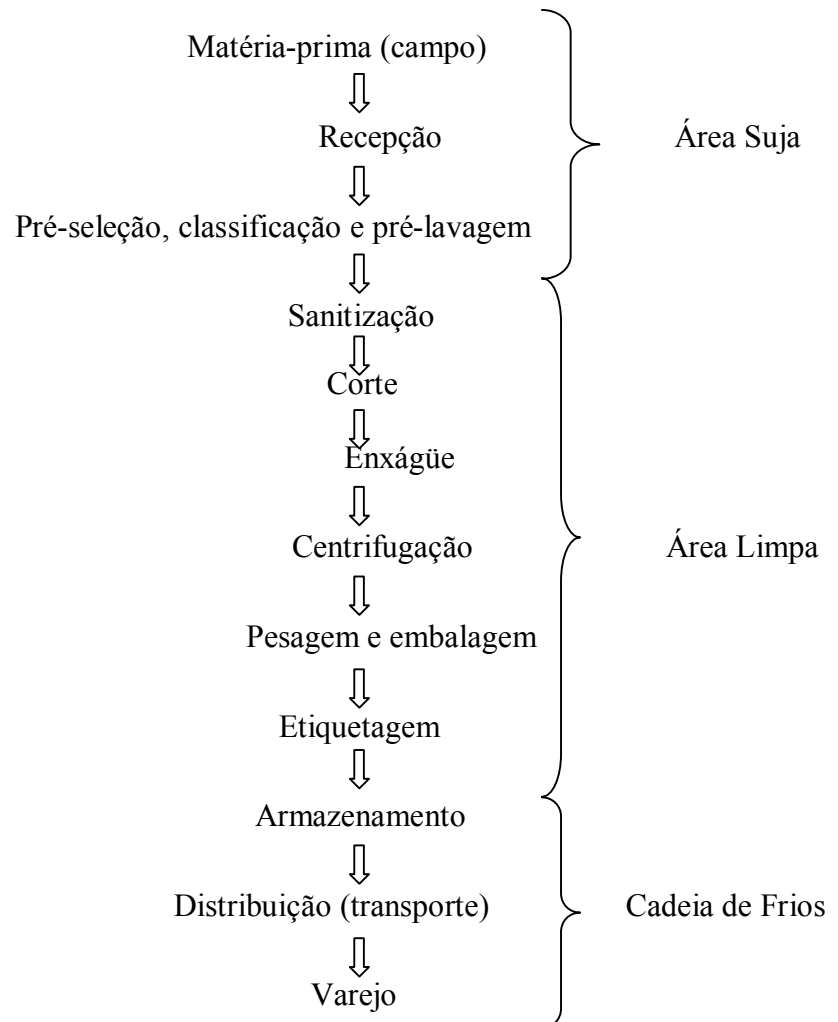 Matéria-prima (campo)
Recepção
Área Suja
Pré-seleção, classificação e pré-lavagem
Sanitização
Corte
Enxágüe
Centrifugação
Área Limpa
Pesagem e embalagem
Etiquetagem
Armazenamento
Distribuição (transporte)
Cadeia de Frios
Varejo